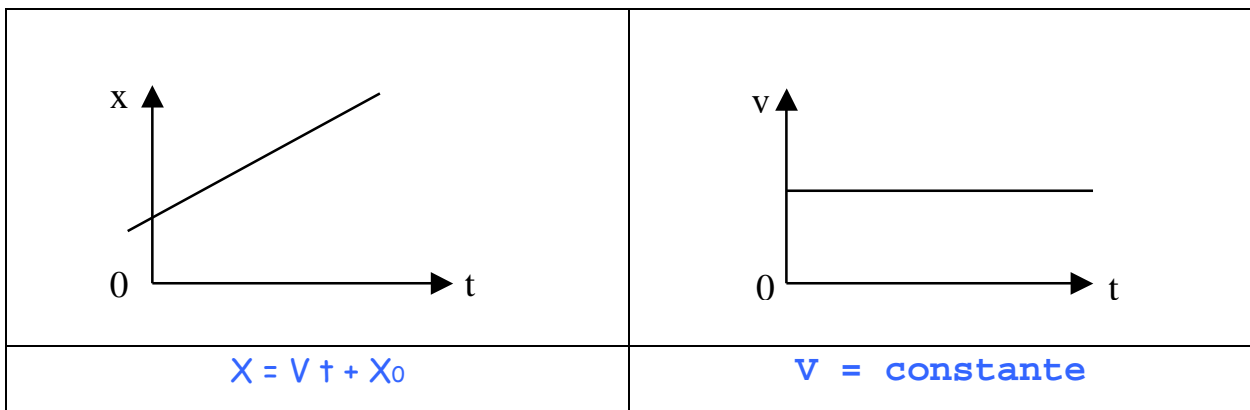 x
0
t
v
0
t
X = V t + X0
V = constante